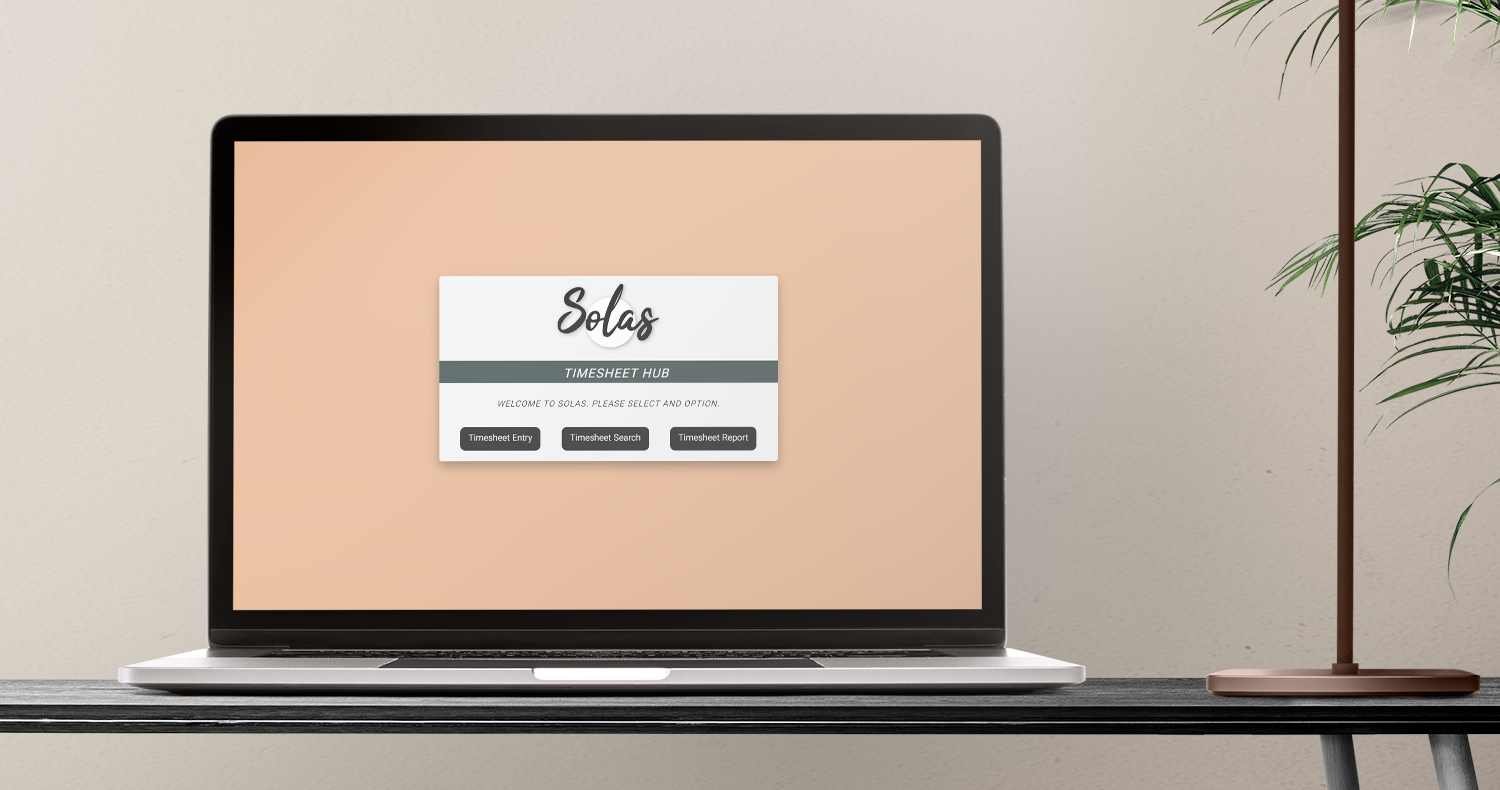 Solas
TIMESHEET HUB
WELCOME TO SOLAS. PLEASE SELECT AND OPTION.
Timesheet Entry Timesheet Search Timesheet Report